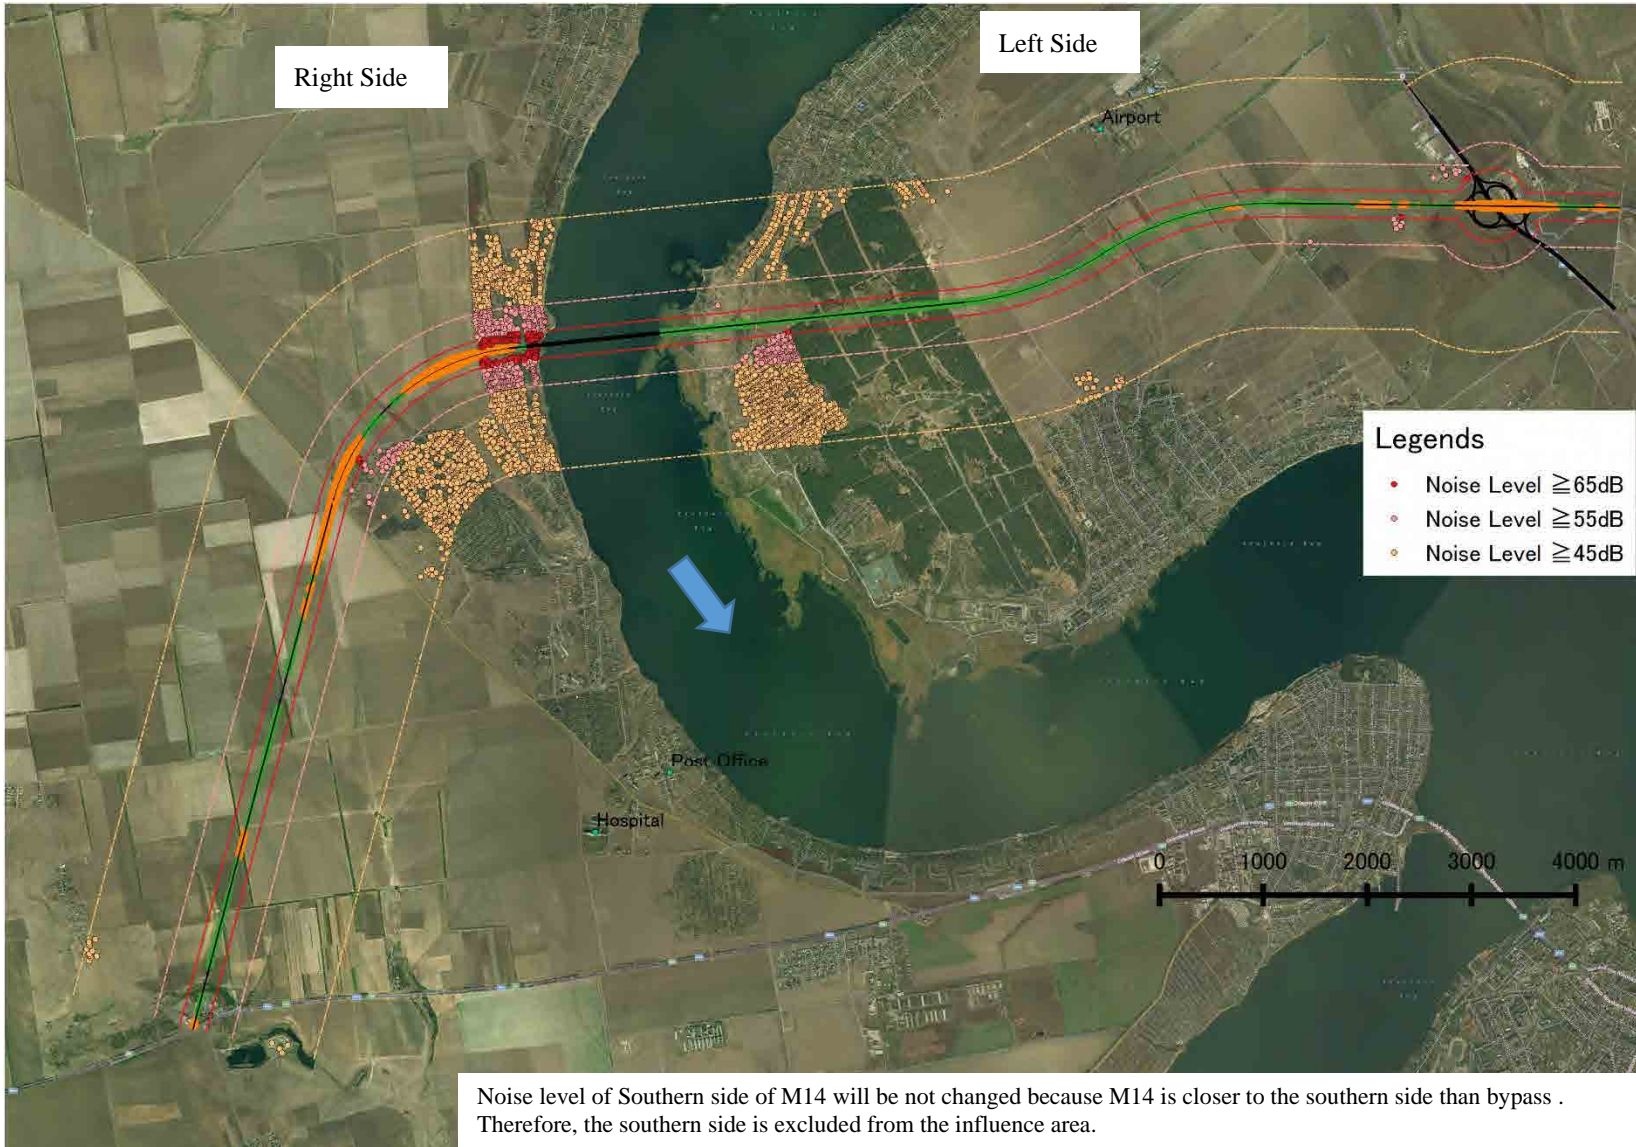 Left Side
Right Side
Airport
Legends
Noise Level ≧65dB
Noise Level ≧55dB
Noise Level ≧45dB
Post Office
Hospital
0 1000 2000 3000 4000 m
Noise level of Southern side of M14 will be not changed because M14 is closer to the southern side than bypass .
Therefore, the southern side is excluded from the influence area.